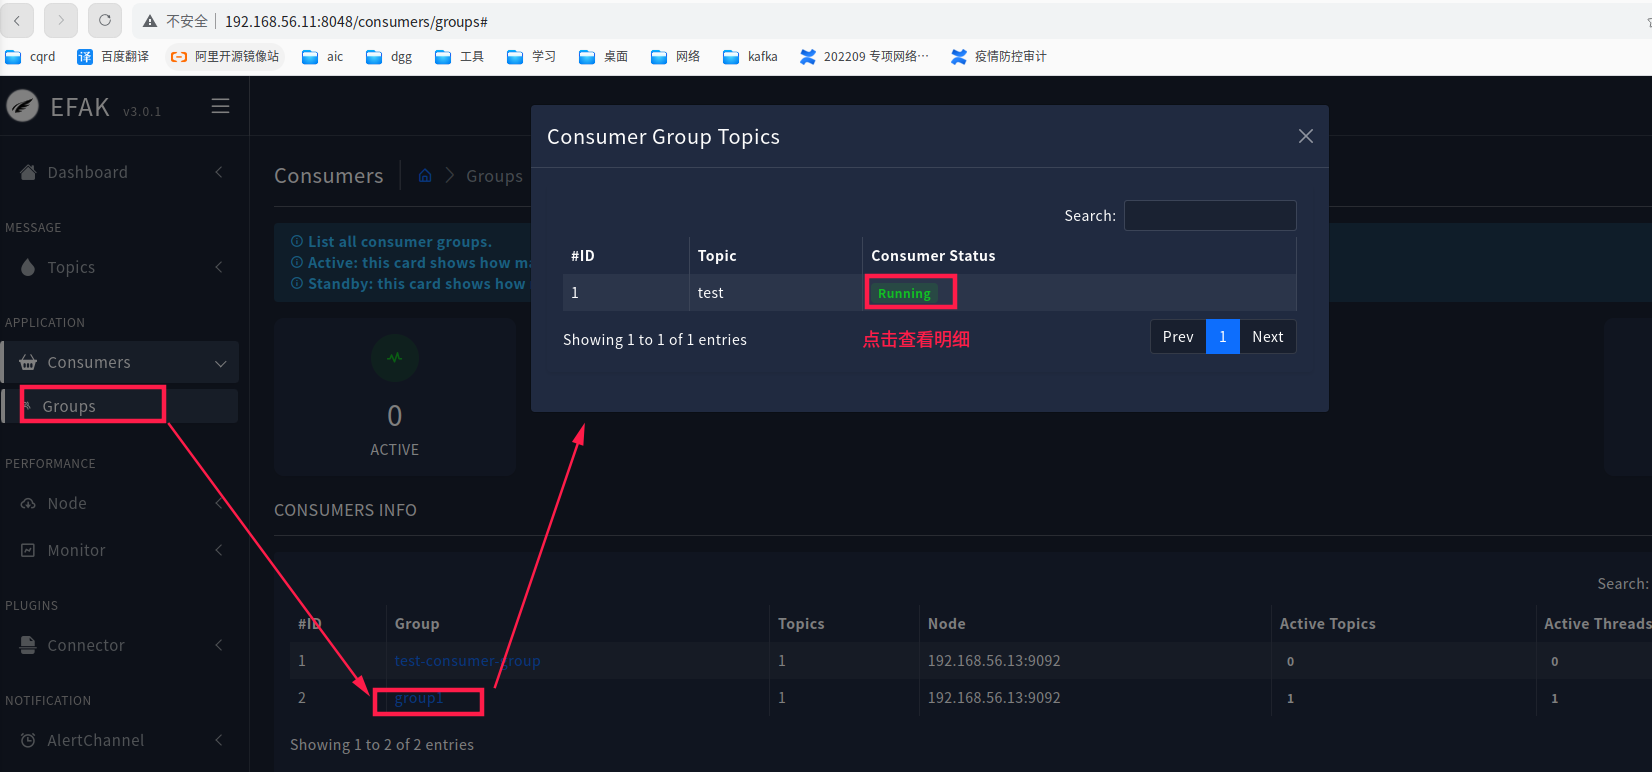 不安全 192.168.56.11:8048/consumers/groups#
cqrd 百度翻译 阿里开源镜像站 aic dgg 工具 学习 桌面 网络 kafka 202209 专项网络… 疫情防控审计
EFAK v3.0.1
Dashboard
MESSAGE
Topics
APPLICATION
Consumers
Groups
PERFORMANCE
Node
Monitor
PLUGINS
Connector
NOTIFICATION
AlertChannel
Consumers Groups
List all consumer groups.
Active: this card shows how ma
Standby: this card shows how
0
ACTIVE
Consumer Group Topics
Search:
#ID Topic Consumer Status
1 test Running
Showing 1 to 1 of 1 entries
点击查看明细
Prev 1 Next
CONSUMERS INFO
Search:
#ID Group Topics Node Active Topics Active Threads
1 test-consumer-group 1 192.168.56.13:9092 0 0
2 group1 1 192.168.56.13:9092 1 1
Showing 1 to 2 of 2 entries